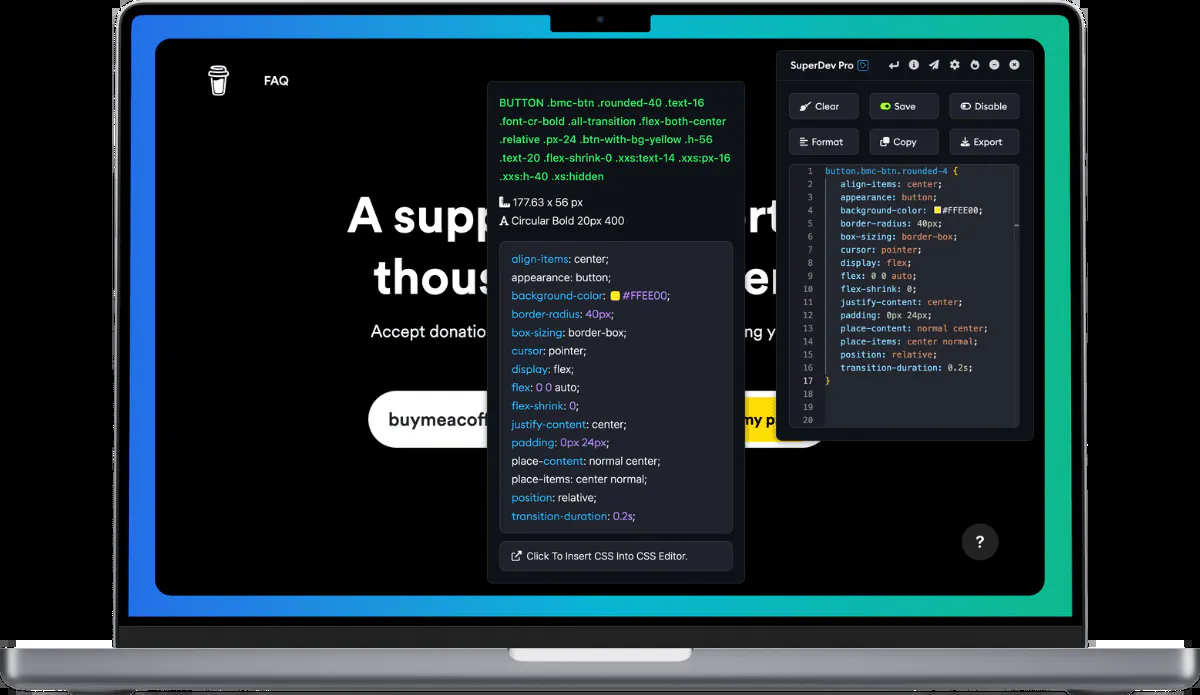 FAQ
A supp
rt
thous
er
Accept donatio
ng y
buymeacoff
my p
?
BUTTON .bmc-btn .rounded-40 .text-16
.font-cr-bold .all-transition .flex-both-center
.relative .px-24 .btn-with-bg-yellow .h-56
.text-20 .flex-shrink-0 .xxs:text-14 .xxs:px-16
.xxs:h-40 .xs:hidden
177.63 x 56 px
Circular Bold 20px 400
align-items: center;
appearance: button;
background-color: #FFEE00;
border-radius: 40px;
box-sizing: border-box;
cursor: pointer;
display: flex;
flex: 0 0 auto;
flex-shrink: 0;
justify-content: center;
padding: 0px 24px;
place-content: normal center;
place-items: center normal;
position: relative;
transition-duration: 0.2s;
Click To Insert CSS Into CSS Editor.
SuperDev Pro
Clear Save Disable
Format Copy Export
1 button.bmc-btn.rounded-4 {
2 align-items: center;
3 appearance: button;
4 background-color: #FFEE00;
5 border-radius: 40px;
6 box-sizing: border-box;
7 cursor: pointer;
8 display: flex;
9 flex: 0 0 auto;
10 flex-shrink: 0;
11 justify-content: center;
12 padding: 0px 24px;
13 place-content: normal center;
14 place-items: center normal;
15 position: relative;
16 transition-duration: 0.2s;
17 }
18
19
20